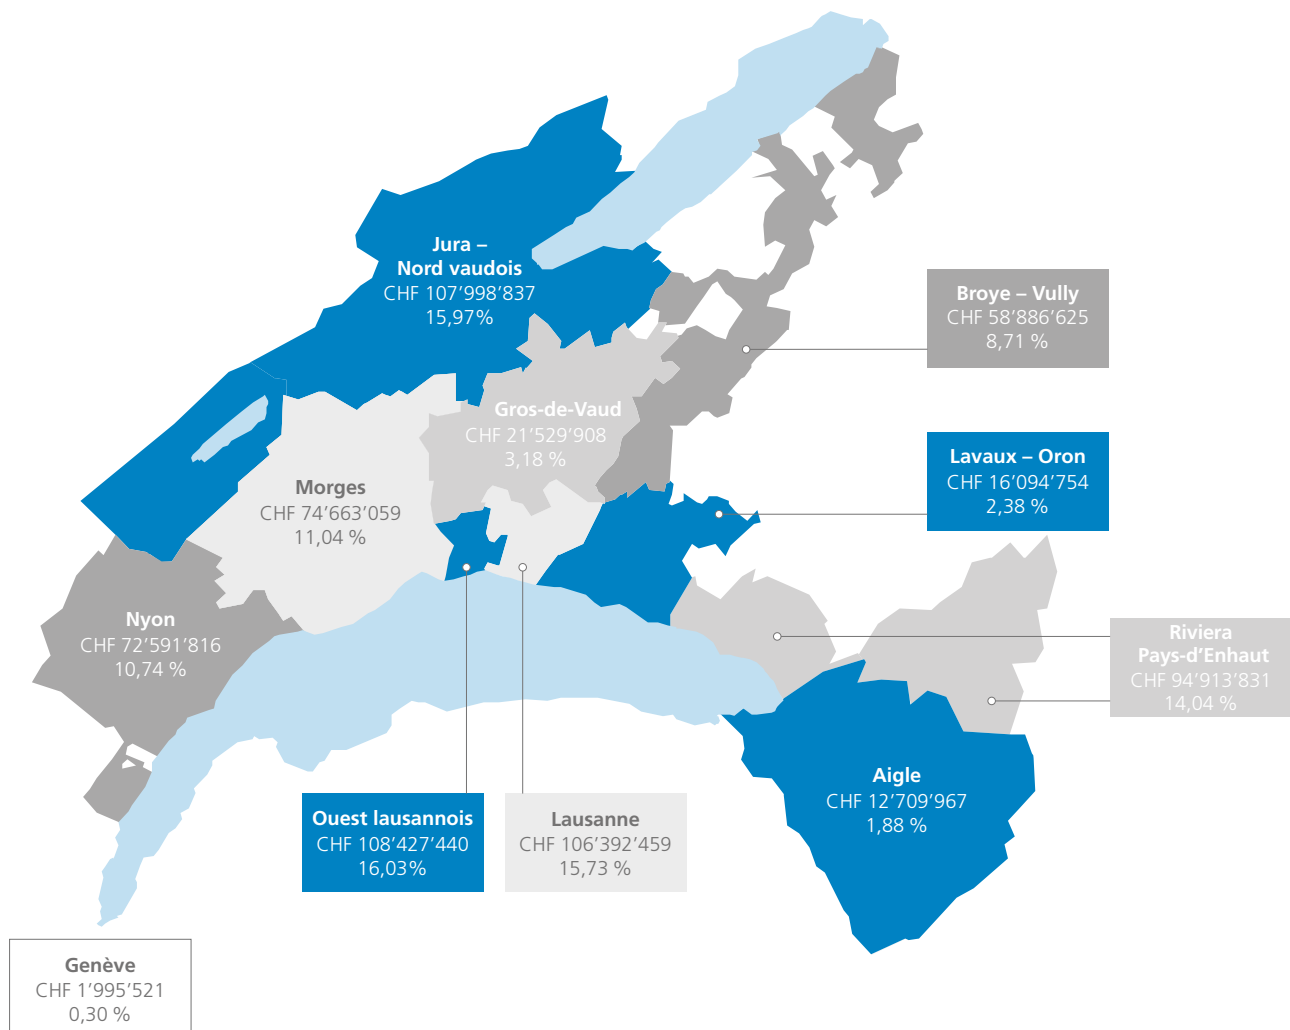 Jura –
Nord vaudois
CHF 107’998’837
15,97%
Broye – Vully
CHF 58’886’625
8,71 %
Gros-de-Vaud
CHF 21’529’908
3,18 %
Lavaux – Oron
CHF 16’094’754
2,38 %
Morges
CHF 74’663’059
11,04 %
Nyon
CHF 72’591’816
10,74 %
Riviera
Pays-d’Enhaut
CHF 94’913’831
14,04 %
Aigle
CHF 12’709’967
1,88 %
Ouest lausannois
CHF 108’427’440
16,03%
Lausanne
CHF 106’392’459
15,73 %
Genève
CHF 1’995’521
0,30 %